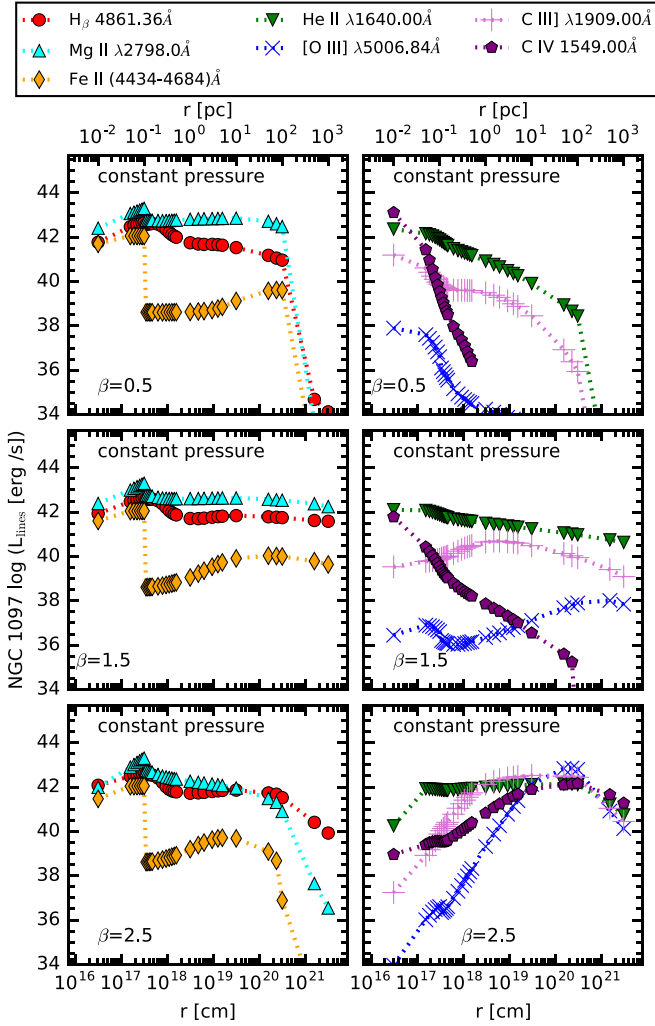 H_β 4861.36Å He II λ1640.00Å C III] λ1909.00Å
Mg II λ2798.0Å [O III] λ5006.84Å C IV 1549.00Å
Fe II (4434-4684)Å
r [pc] r [pc]
10^-2 10^-1 10^0 10^1 10^2 10^3 10^-2 10^-1 10^0 10^1 10^2 10^3
constant pressure constant pressure
44
42
40
38
36
34
β=0.5 β=0.5
constant pressure constant pressure
44
42
40
38
36
34
β=1.5 β=1.5
NGC 1097 log (L_lines [erg /s])
constant pressure constant pressure
44
42
40
38
36
34
β=2.5 β=2.5
10^16 10^17 10^18 10^19 10^20 10^21 10^16 10^17 10^18 10^19 10^20 10^21
r [cm] r [cm]